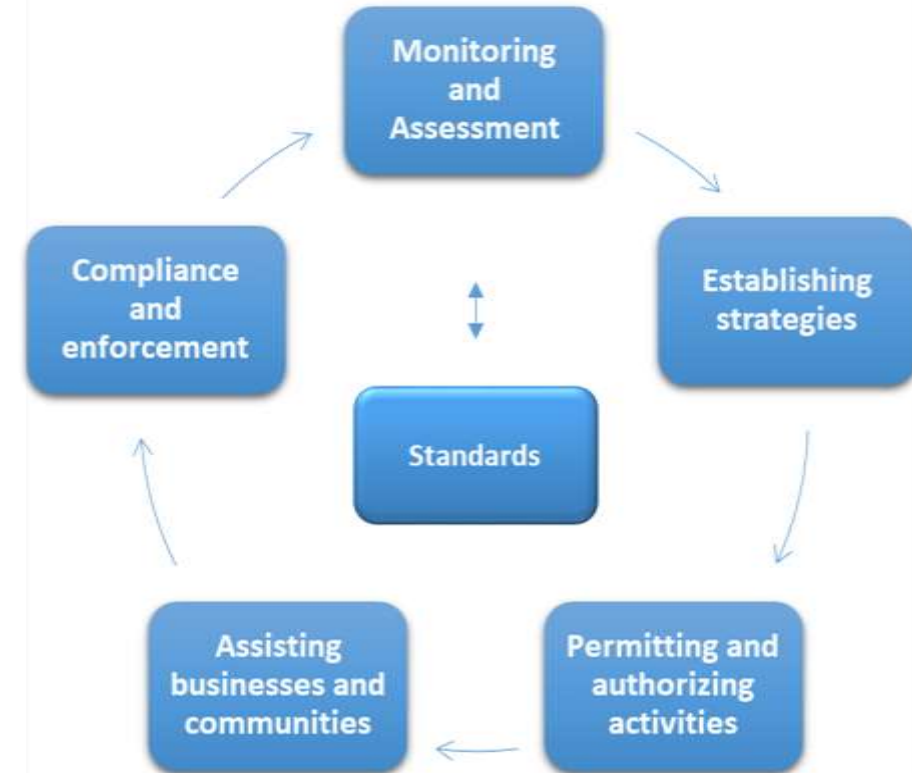 Monitoring
and
Assessment
Establishing
strategies
Permitting and
authorizing
activities
Assisting
businesses and
communities
Compliance
and
enforcement
Standards